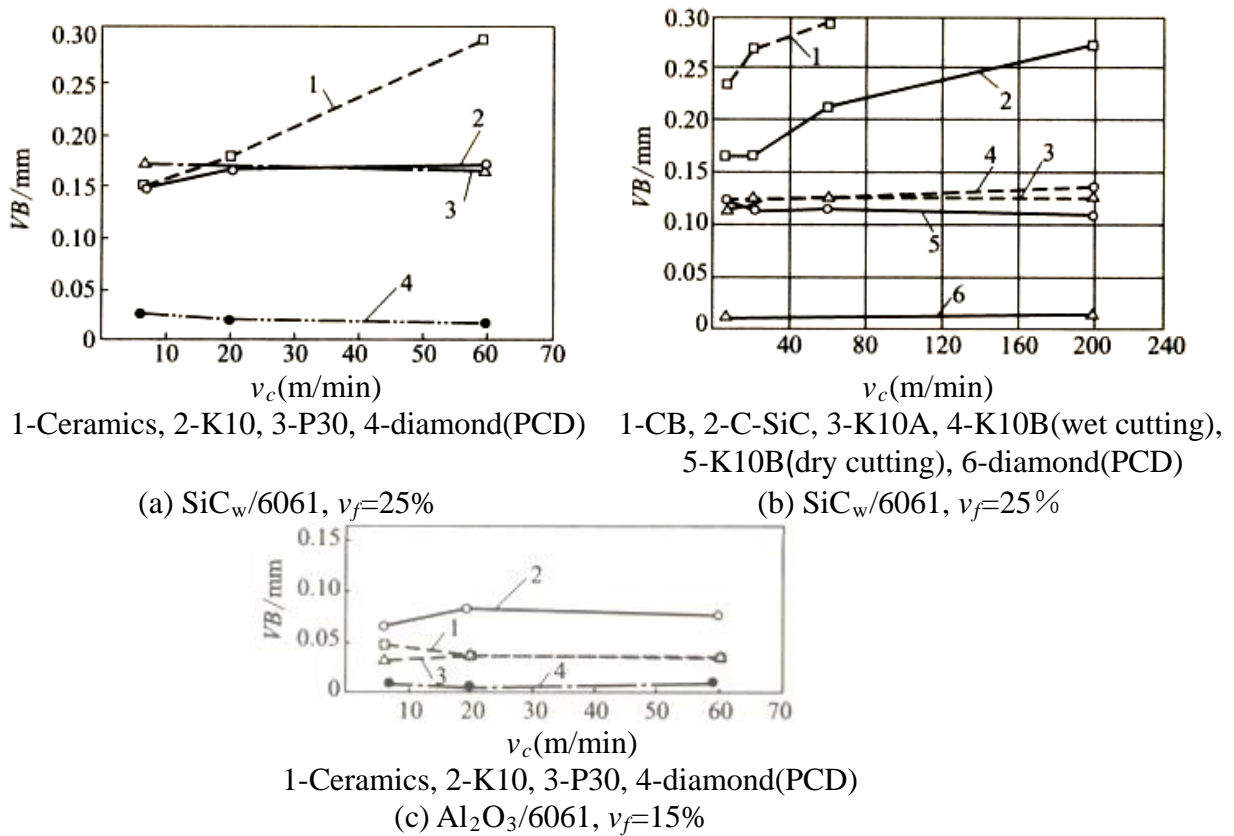 0.30
0.25
0.20
0.15
0.10
0.05
0
VB/mm
1
2
3
4
10 20 30 40 50 60 70
v_c(m/min)
1-Ceramics, 2-K10, 3-P30, 4-diamond(PCD)
(a) SiC_w/6061, v_f=25%
0.30
0.25
0.20
0.15
0.10
0.05
0
VB/mm
1
2
4 3
5
6
40 80 120 160 200 240
v_c(m/min)
1-CB, 2-C-SiC, 3-K10A, 4-K10B(wet cutting),
5-K10B(dry cutting), 6-diamond(PCD)
(b) SiC_w/6061, v_f=25%
0.15
0.10
0.05
0
VB/mm
2
1
3 4
10 20 30 40 50 60 70
v_c(m/min)
1-Ceramics, 2-K10, 3-P30, 4-diamond(PCD)
(c) Al₂O₃/6061, v_f=15%